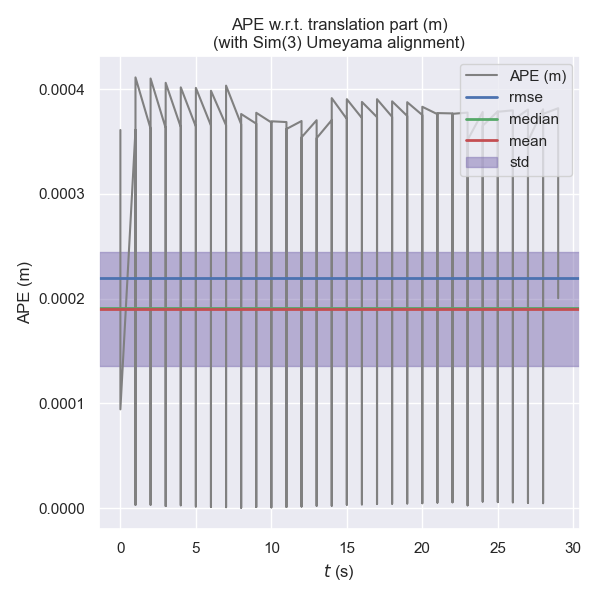 APE w.r.t. translation part (m)
(with Sim(3) Umeyama alignment)
APE (m)
rmse
median
mean
std
0.0004
0.0003
0.0002
0.0001
0.0000
APE (m)
0 5 10 15 20 25 30
t (s)